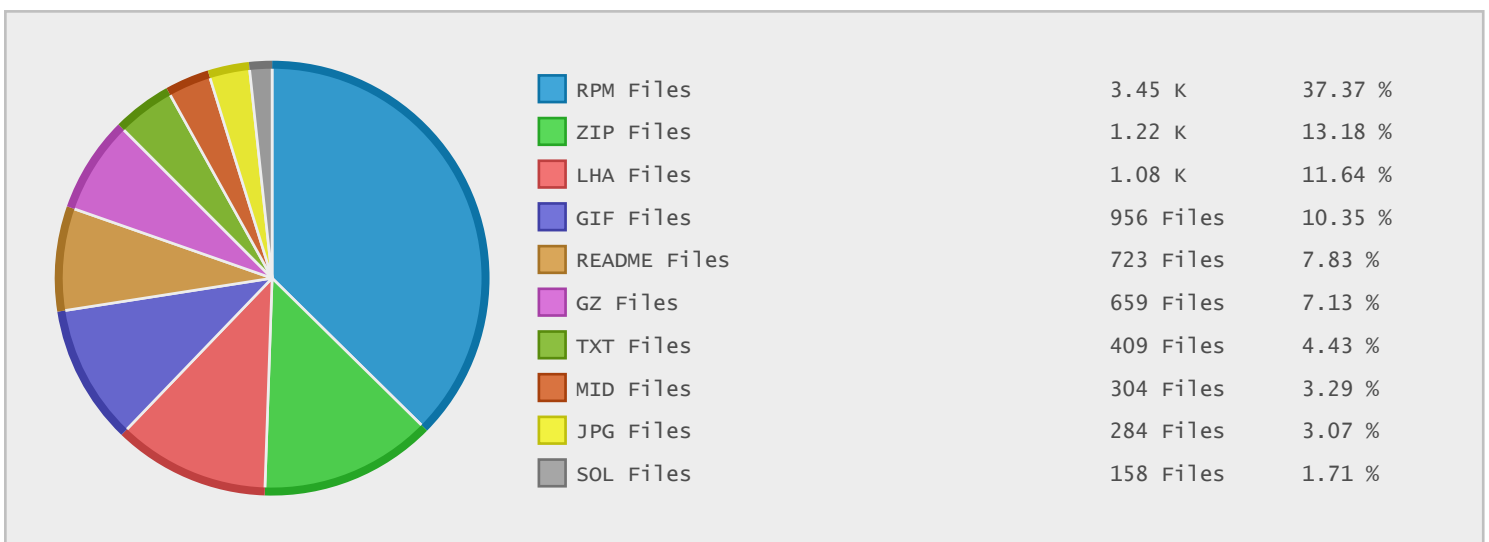 RPM Files 3.45 K 37.37 %
ZIP Files 1.22 K 13.18 %
LHA Files 1.08 K 11.64 %
GIF Files 956 Files 10.35 %
README Files 723 Files 7.83 %
GZ Files 659 Files 7.13 %
TXT Files 409 Files 4.43 %
MID Files 304 Files 3.29 %
JPG Files 284 Files 3.07 %
SOL Files 158 Files 1.71 %